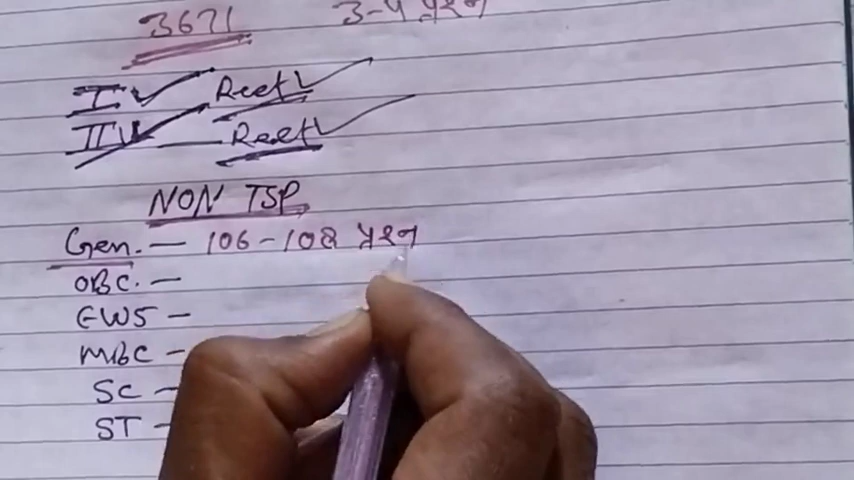 3671 3-4 प्रश्न
I Reet
II Reet
NON TSP
Gen. - 106-108 प्रश्न
OBC. -
EWS -
MBC -
SC -
ST -